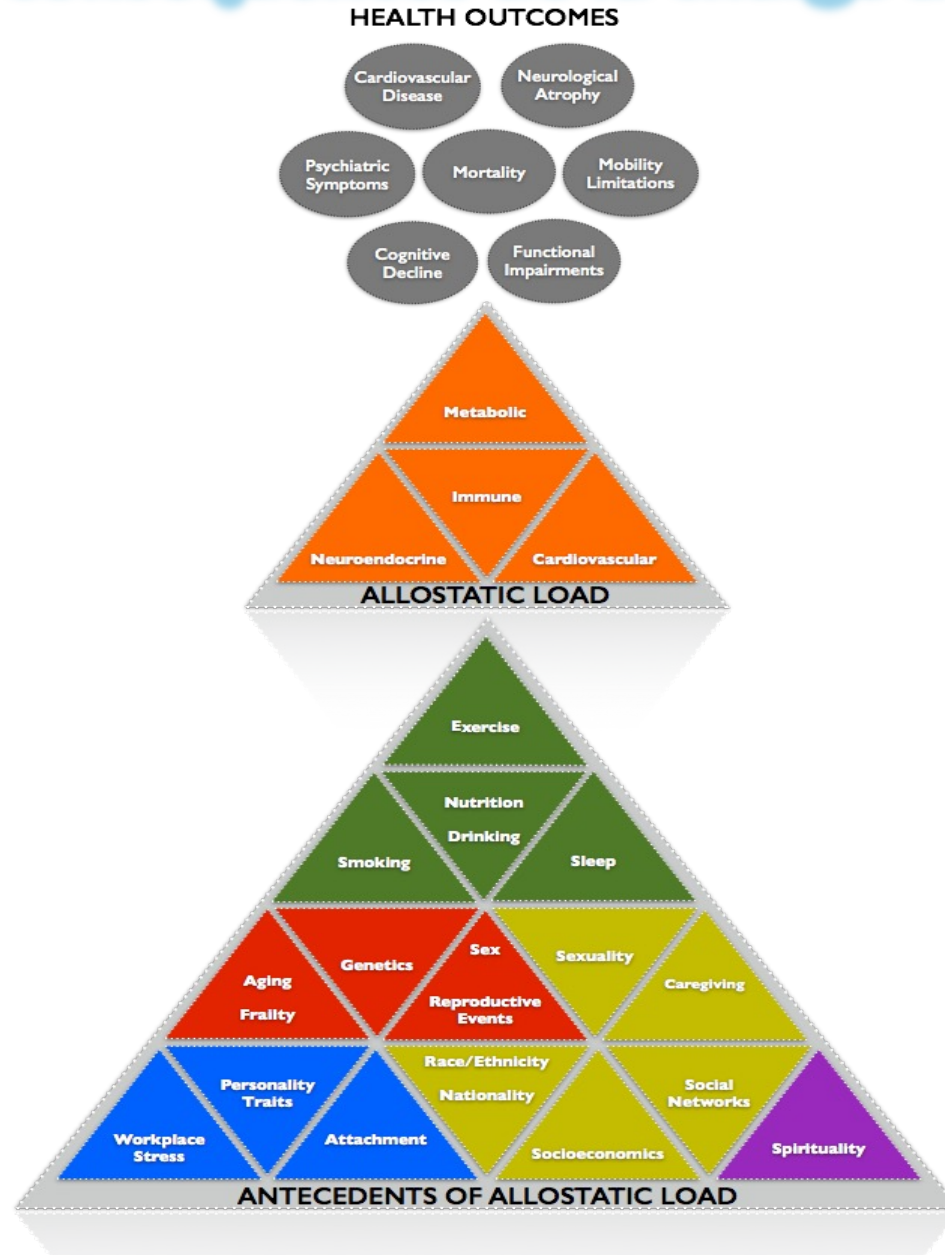 HEALTH OUTCOMES
Cardiovascular
Disease
Neurological
Atrophy
Psychiatric
Symptoms
Mortality
Mobility
Limitations
Cognitive
Decline
Functional
Impairments
Metabolic
Immune
Neuroendocrine
Cardiovascular
ALLOSTATIC LOAD
Exercise
Nutrition
Drinking
Smoking
Sleep
Aging
Frailty
Genetics
Sex
Reproductive
Events
Sexuality
Caregiving
Workplace
Stress
Personality
Traits
Attachment
Race/Ethnicity
Nationality
Socioeconomics
Social
Networks
Spirituality
ANTECEDENTS OF ALLOSTATIC LOAD